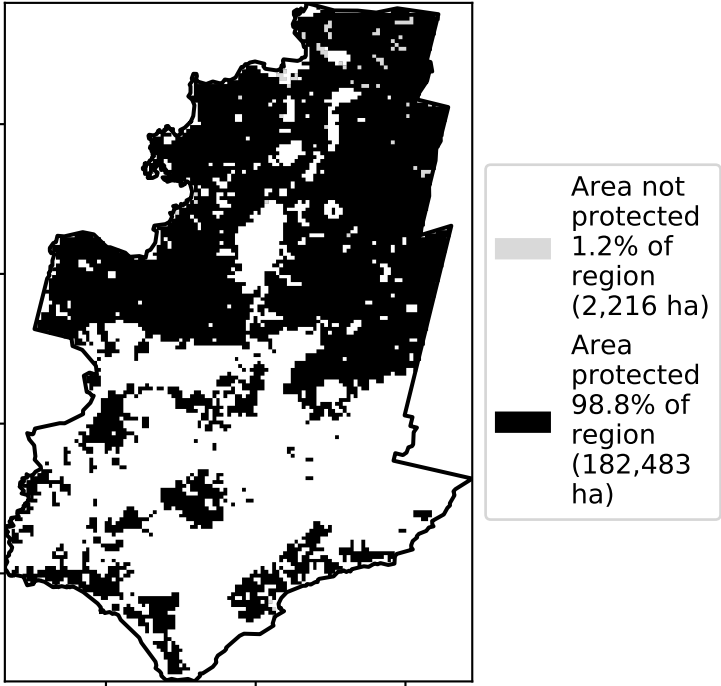 Area not
protected
1.2% of
region
(2,216 ha)
Area
protected
98.8% of
region
(182,483
ha)